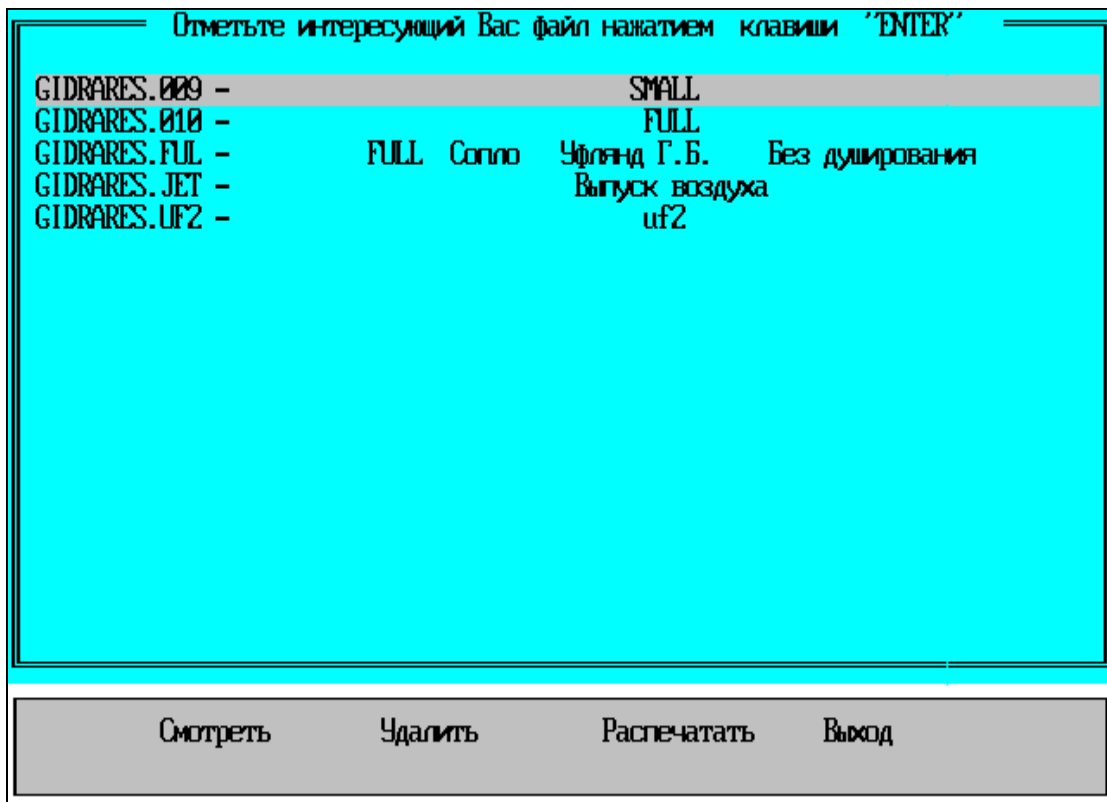 Отметьте интересующий Вас файл нажатием клавиши ''ENTER''
GIDRARES.009 - SMALL
GIDRARES.010 - FULL
GIDRARES.FUL - FULL Сопло Уфлянд Г.Б. Без душирования
GIDRARES.JET - Выпуск воздуха
GIDRARES.UF2 - uf2
Смотреть Удалить Распечатать Выход